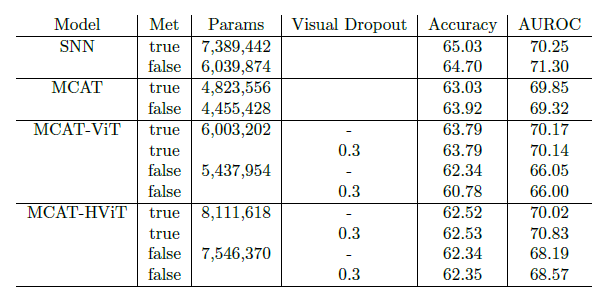 Model Met Params Visual Dropout Accuracy AUROC
SNN true 7,389,442 65.03 70.25
false 6,039,874 64.70 71.30
MCAT true 4,823,556 63.03 69.85
false 4,455,428 63.92 69.32
MCAT-ViT true 6,003,202 - 63.79 70.17
true 0.3 63.79 70.14
false 5,437,954 - 62.34 66.05
false 0.3 60.78 66.00
MCAT-HViT true 8,111,618 - 62.52 70.02
true 0.3 62.53 70.83
false 7,546,370 - 62.34 68.19
false 0.3 62.35 68.57